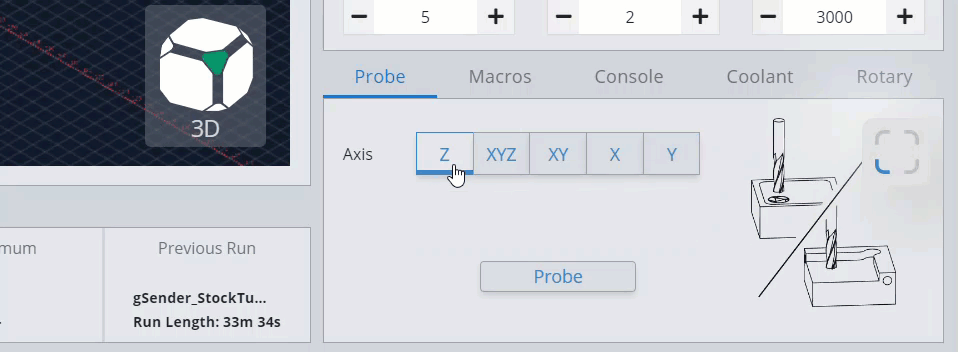 5
2
3000
Probe
Macros
Console
Coolant
Rotary
3D
Axis
Z
XYZ
XY
X
Y
mum
Previous Run
gSender_StockTu...
Run Length: 33m 34s
Probe